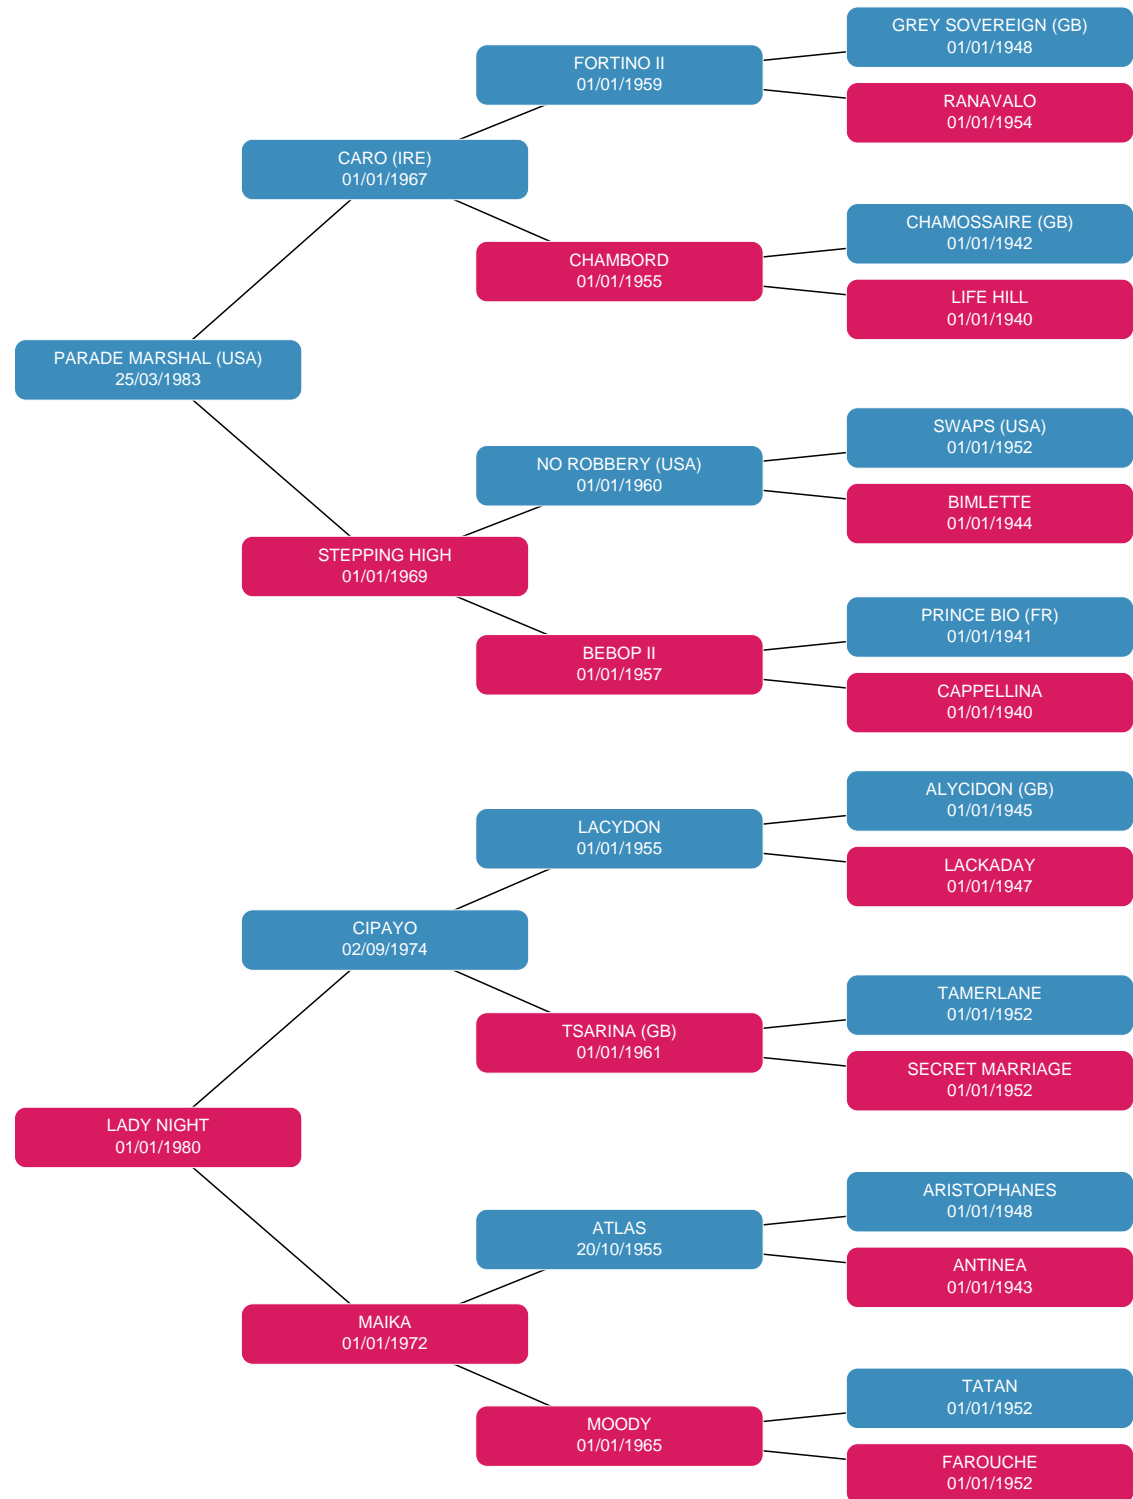 GREY SOVEREIGN (GB)
01/01/1948
FORTINO II
01/01/1959
RANAVALO
01/01/1954
CARO (IRE)
01/01/1967
CHAMOSSAIRE (GB)
01/01/1942
CHAMBORD
01/01/1955
LIFE HILL
01/01/1940
PARADE MARSHAL (USA)
25/03/1983
SWAPS (USA)
01/01/1952
NO ROBBERY (USA)
01/01/1960
BIMLETTE
01/01/1944
STEPPING HIGH
01/01/1969
PRINCE BIO (FR)
01/01/1941
BEBOP II
01/01/1957
CAPPELLINA
01/01/1940
ALYCIDON (GB)
01/01/1945
LACYDON
01/01/1955
LACKADAY
01/01/1947
CIPAYO
02/09/1974
TAMERLANE
01/01/1952
TSARINA (GB)
01/01/1961
SECRET MARRIAGE
01/01/1952
LADY NIGHT
01/01/1980
ARISTOPHANES
01/01/1948
ATLAS
20/10/1955
ANTINEA
01/01/1943
MAIKA
01/01/1972
TATAN
01/01/1952
MOODY
01/01/1965
FAROUCHE
01/01/1952